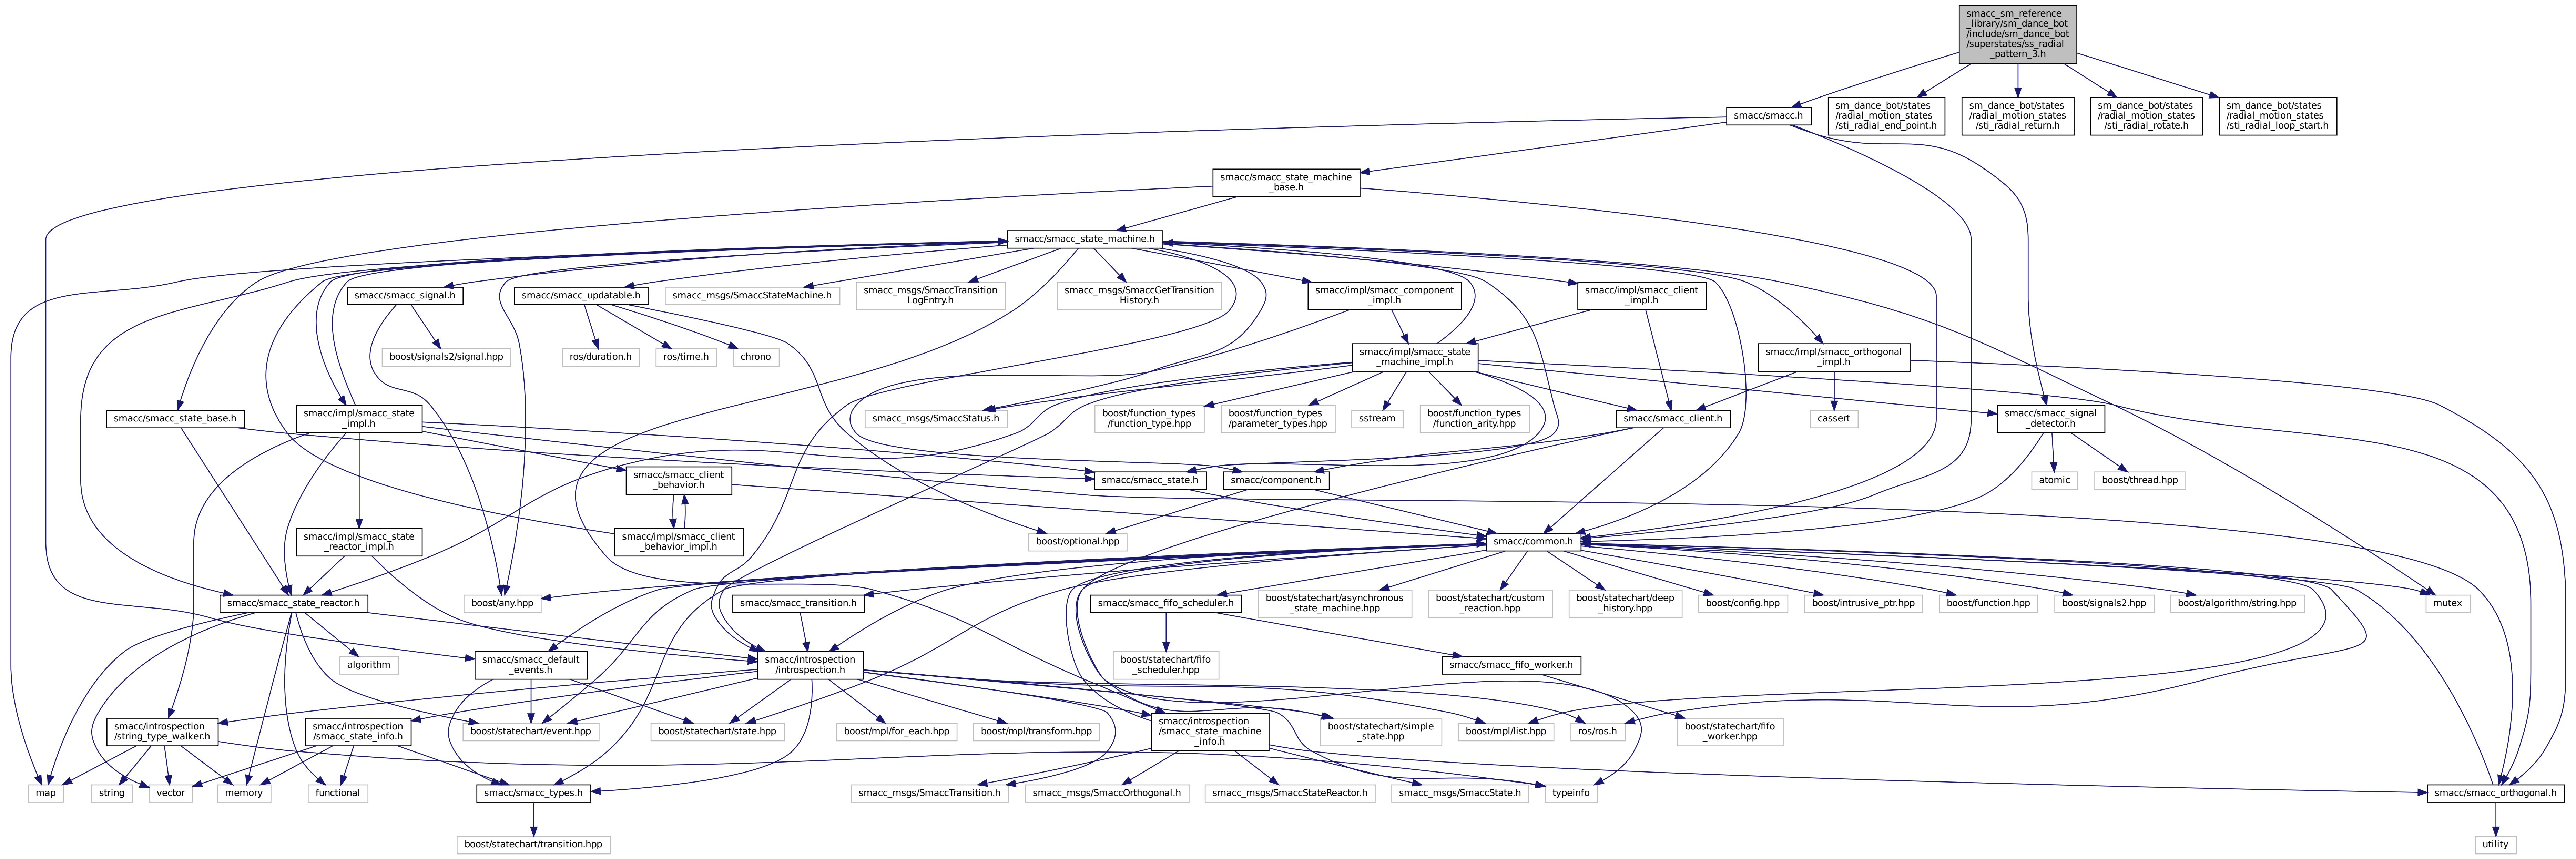 smacc_sm_reference
_library/sm_dance_bot
/include/sm_dance_bot
/superstates/ss_radial
_pattern_3.h
smacc/smacc.h
sm_dance_bot/states
/radial_motion_states
/sti_radial_end_point.h
sm_dance_bot/states
/radial_motion_states
/sti_radial_return.h
sm_dance_bot/states
/radial_motion_states
/sti_radial_rotate.h
sm_dance_bot/states
/radial_motion_states
/sti_radial_loop_start.h
smacc/smacc_state_machine
_base.h
smacc/smacc_state_machine.h
smacc/smacc_signal.h
smacc/smacc_updatable.h
smacc_msgs/SmaccStateMachine.h
smacc_msgs/SmaccTransition
LogEntry.h
smacc_msgs/SmaccGetTransition
History.h
smacc/impl/smacc_component
_impl.h
smacc/impl/smacc_client
_impl.h
boost/signals2/signal.hpp
ros/duration.h
ros/time.h
chrono
smacc/impl/smacc_state
_machine_impl.h
smacc/impl/smacc_orthogonal
_impl.h
smacc/smacc_state_base.h
smacc/impl/smacc_state
_impl.h
smacc_msgs/SmaccStatus.h
boost/function_types
/function_type.hpp
boost/function_types
/parameter_types.hpp
sstream
boost/function_types
/function_arity.hpp
smacc/smacc_client.h
cassert
smacc/smacc_signal
_detector.h
smacc/smacc_client
_behavior.h
smacc/smacc_state.h
smacc/component.h
atomic
boost/thread.hpp
smacc/impl/smacc_state
_reactor_impl.h
smacc/impl/smacc_client
_behavior_impl.h
boost/optional.hpp
smacc/common.h
smacc/smacc_state_reactor.h
boost/any.hpp
smacc/smacc_transition.h
smacc/smacc_fifo_scheduler.h
boost/statechart/asynchronous
_state_machine.hpp
boost/statechart/custom
_reaction.hpp
boost/statechart/deep
_history.hpp
boost/config.hpp
boost/intrusive_ptr.hpp
boost/function.hpp
boost/signals2.hpp
boost/algorithm/string.hpp
mutex
algorithm
smacc/smacc_default
_events.h
smacc/introspection
/introspection.h
boost/statechart/fifo
_scheduler.hpp
smacc/smacc_fifo_worker.h
smacc/introspection
/string_type_walker.h
smacc/introspection
/smacc_state_info.h
boost/statechart/event.hpp
boost/statechart/state.hpp
boost/mpl/for_each.hpp
boost/mpl/transform.hpp
smacc/introspection
/smacc_state_machine
_info.h
boost/statechart/simple
_state.hpp
boost/mpl/list.hpp
ros/ros.h
boost/statechart/fifo
_worker.hpp
map
string
vector
memory
functional
smacc/smacc_types.h
smacc_msgs/SmaccTransition.h
smacc_msgs/SmaccOrthogonal.h
smacc_msgs/SmaccStateReactor.h
smacc_msgs/SmaccState.h
typeinfo
smacc/smacc_orthogonal.h
boost/statechart/transition.hpp
utility